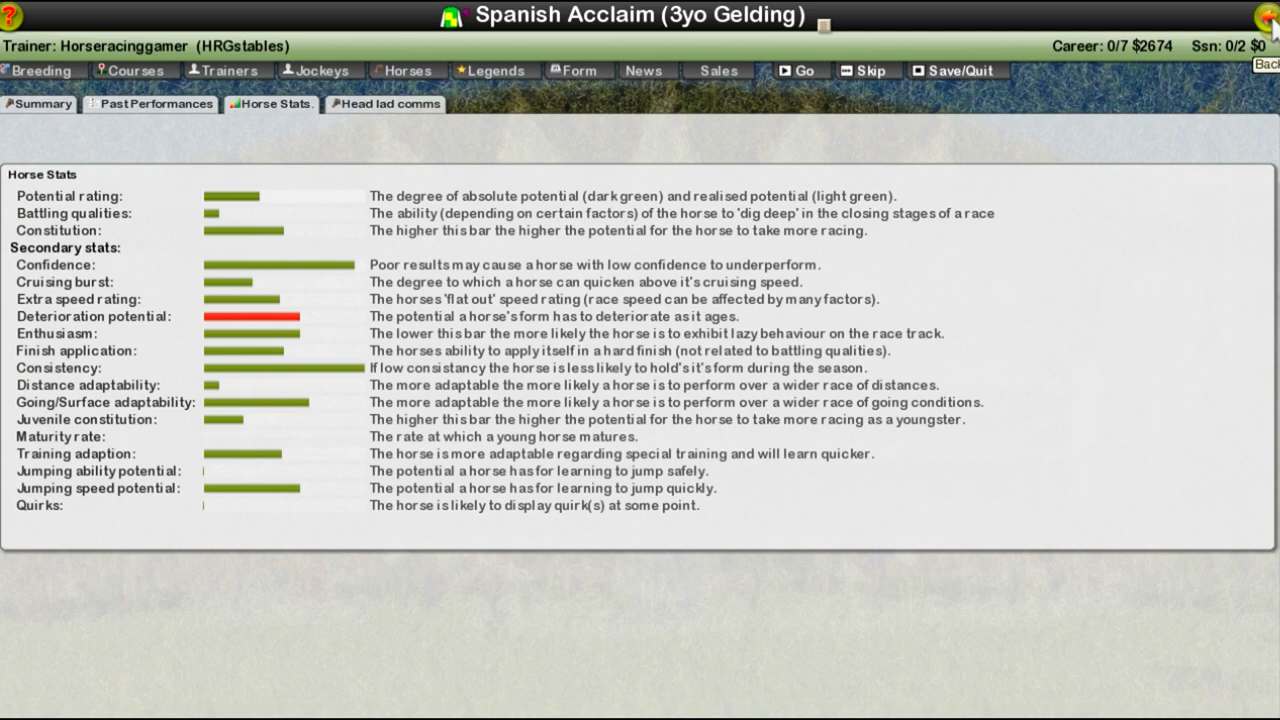 ?
Spanish Acclaim (3yo Gelding)
Trainer: Horseracinggamer (HRGstables)
Career: 0/7 $2674 Ssn: 0/2 $0
Breeding Courses Trainers Jockeys Horses Legends Form News Sales Go Skip Save/Quit
Back
Summary Past Performances Horse Stats. Head lad comms
Horse Stats
Potential rating: The degree of absolute potential (dark green) and realised potential (light green).
Battling qualities: The ability (depending on certain factors) of the horse to 'dig deep' in the closing stages of a race
Constitution: The higher this bar the higher the potential for the horse to take more racing.
Secondary stats:
Confidence: Poor results may cause a horse with low confidence to underperform.
Cruising burst: The degree to which a horse can quicken above it's cruising speed.
Extra speed rating: The horses 'flat out' speed rating (race speed can be affected by many factors).
Deterioration potential: The potential a horse's form has to deteriorate as it ages.
Enthusiasm: The lower this bar the more likely the horse is to exhibit lazy behaviour on the race track.
Finish application: The horses ability to apply itself in a hard finish (not related to battling qualities).
Consistency: If low consistancy the horse is less likely to hold's it's form during the season.
Distance adaptability: The more adaptable the more likely a horse is to perform over a wider race of distances.
Going/Surface adaptability: The more adaptable the more likely a horse is to perform over a wider race of going conditions.
Juvenile constitution: The higher this bar the higher the potential for the horse to take more racing as a youngster.
Maturity rate: The rate at which a young horse matures.
Training adaption: The horse is more adaptable regarding special training and will learn quicker.
Jumping ability potential: The potential a horse has for learning to jump safely.
Jumping speed potential: The potential a horse has for learning to jump quickly.
Quirks: The horse is likely to display quirk(s) at some point.